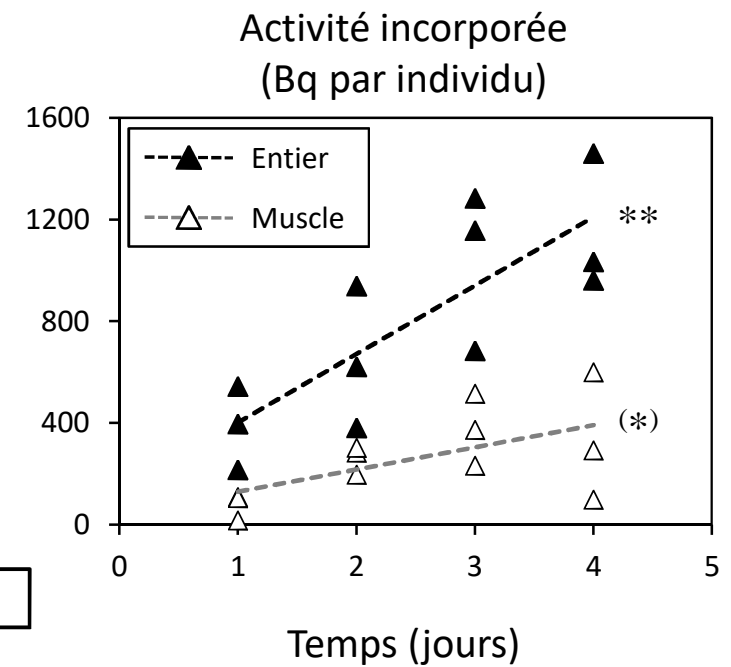 Activité incorporée
(Bq par individu)
1600
1200
800
400
0
Entier
Muscle
**
(*)
0 1 2 3 4 5
Temps (jours)